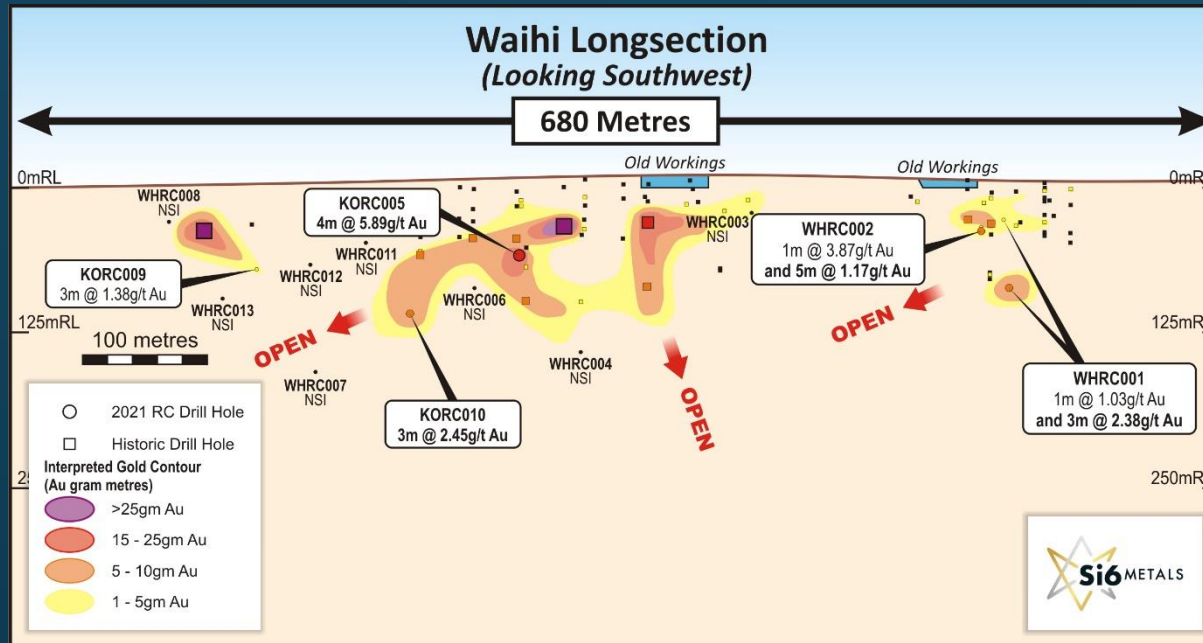 Waihi Longsection
(Looking Southwest)
680 Metres
Old Workings
Old Workings
0mRL
0mR
WHRC008
NSI
KORC005
4m @ 5.89g/t Au
WHRC003
NSI
WHRC002
1m @ 3.87g/t Au
and 5m @ 1.17g/t Au
WHRC011
NSI
WHRC012
NSI
KORC009
3m @ 1.38g/t Au
WHRC006
NSI
WHRC013
NSI
125mRL
125mR
OPEN
OPEN
OPEN
100 metres
WHRC004
NSI
WHRC007
NSI
WHRC001
1m @ 1.03g/t Au
and 3m @ 2.38g/t Au
KORC010
3m @ 2.45g/t Au
2021 RC Drill Hole
Historic Drill Hole
Interpreted Gold Contour
(Au gram metres)
>25gm Au
15 - 25gm Au
5 - 10gm Au
1 - 5gm Au
250mR
Si6 METALS